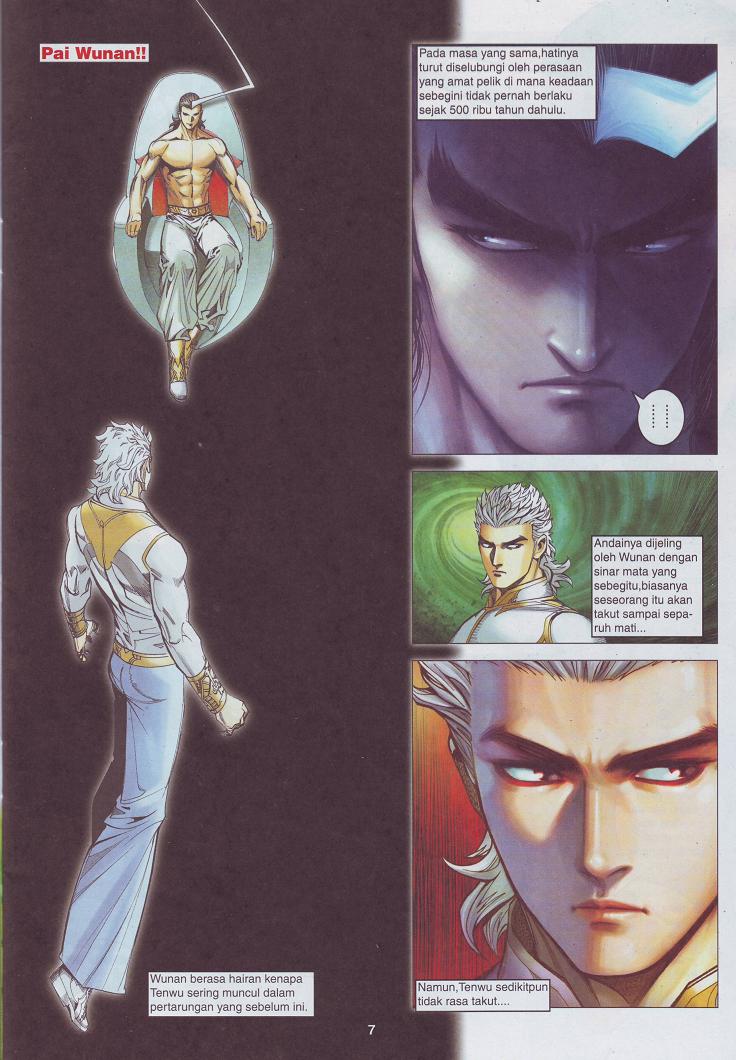 Pai Wunan!!
Pada masa yang sama,hatinya
turut diselubungi oleh perasaan
yang amat pelik di mana keadaan
sebegini tidak pernah berlaku
sejak 500 ribu tahun dahulu.
Andainya dijeling
oleh Wunan dengan
sinar mata yang
sebegitu,biasanya
seseorang itu akan
takut sampai sepa-
ruh mati...
Namun,Tenwu sedikitpun
tidak rasa takut....
Wunan berasa hairan kenapa
Tenwu sering muncul dalam
pertarungan yang sebelum ini.
7